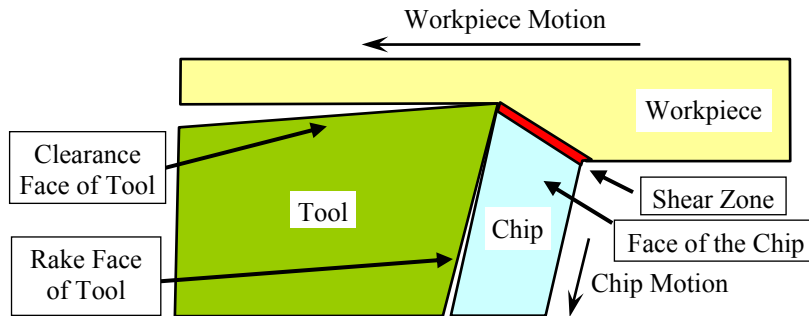 Workpiece Motion
Workpiece
Clearance
Face of Tool
Tool
Shear Zone
Chip
Face of the Chip
Rake Face
of Tool
Chip Motion